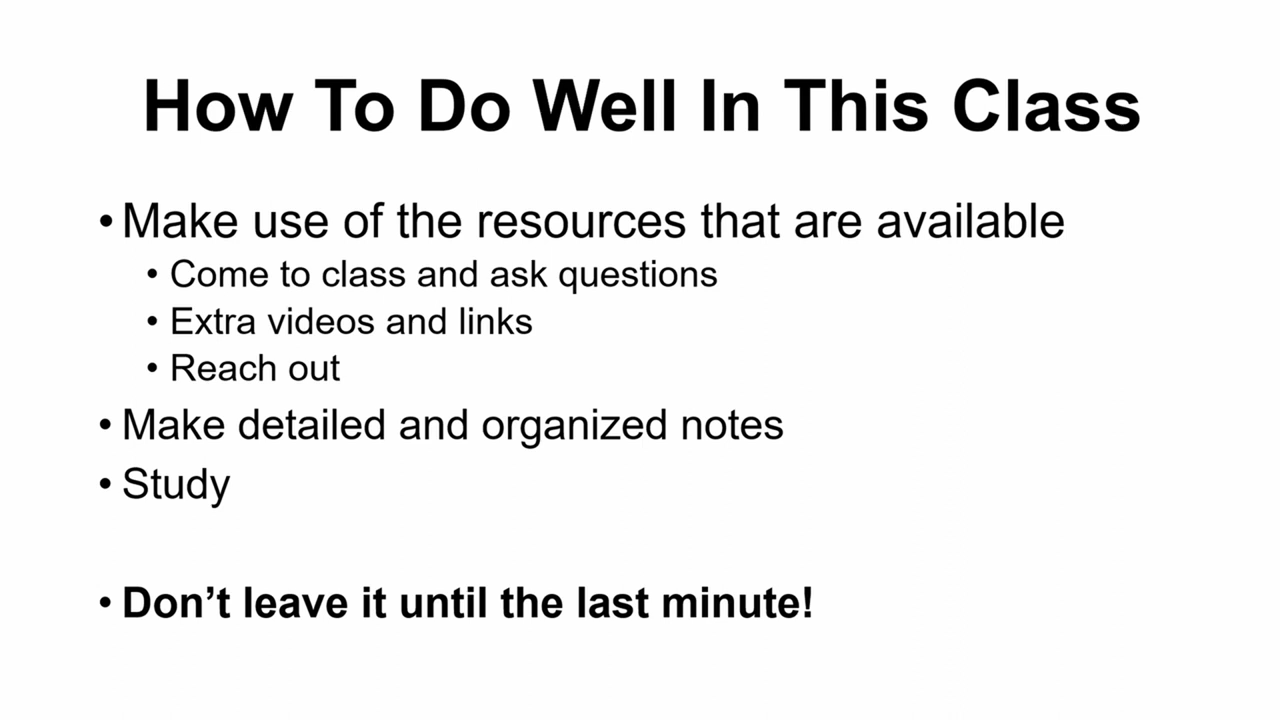 How To Do Well In This Class
• Make use of the resources that are available
• Come to class and ask questions
• Extra videos and links
• Reach out
• Make detailed and organized notes
• Study
• Don’t leave it until the last minute!